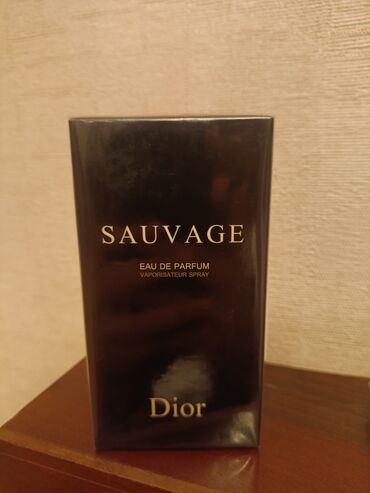 SAUVAGE
EAU DE PARFUM
VAPORISATEUR SPRAY
Dior